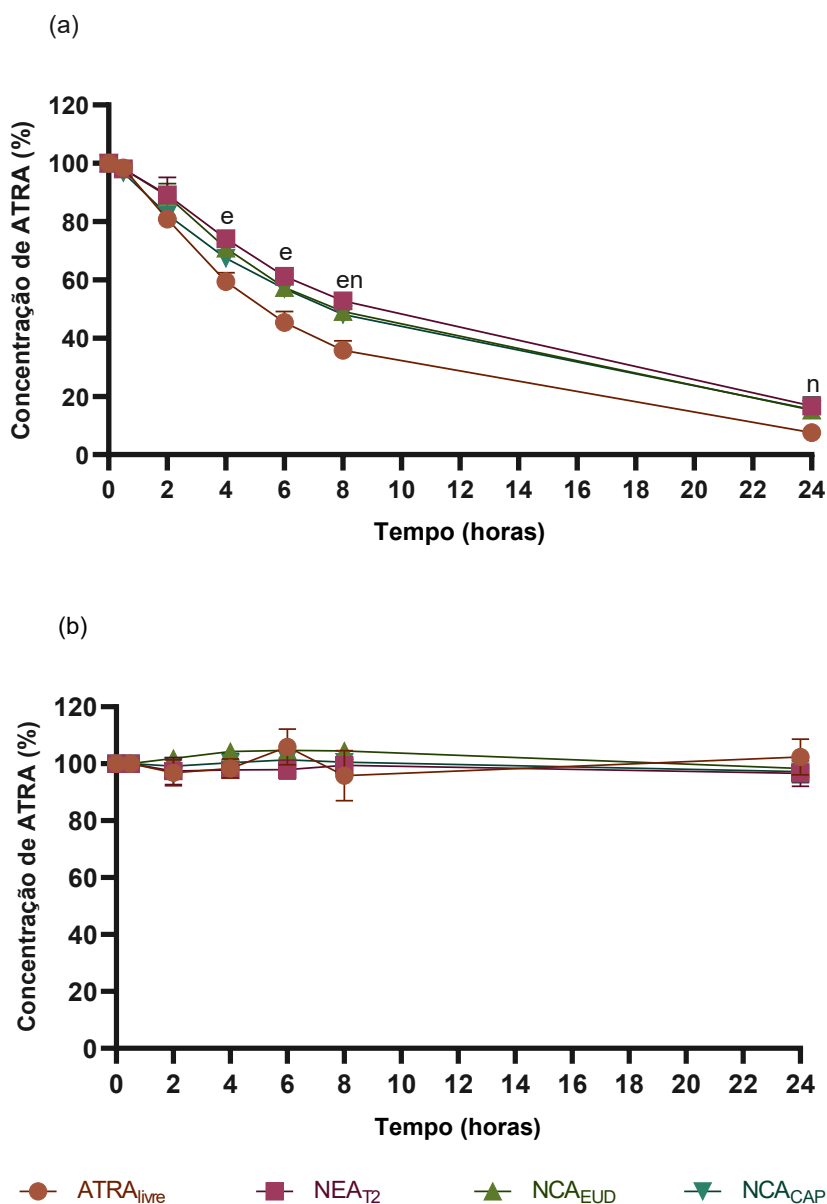 (a)
Concentração de ATRA (%)
120
100
80
60
40
20
0
e
e
en
n
0 2 4 6 8 10 12 14 16 18 20 22 24
Tempo (horas)
(b)
Concentração de ATRA (%)
120
100
80
60
40
20
0
0 2 4 6 8 10 12 14 16 18 20 22 24
Tempo (horas)
ATRAlivre NEAT2 NCAEUD NCACAP